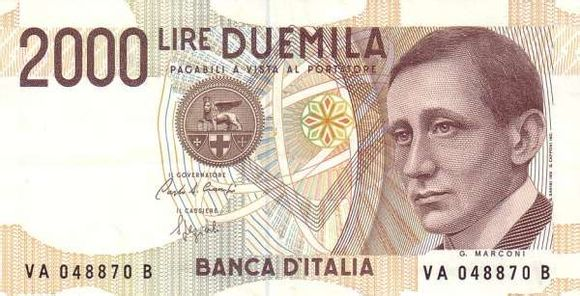 2000 LIRE DUEMILA
PAGABILI A VISTA AL PORTATORE
IL GOVERNATORE
IL CASSIERE
G. MARCONI
VA 048870 B
BANCA D'ITALIA
VA 048870 B